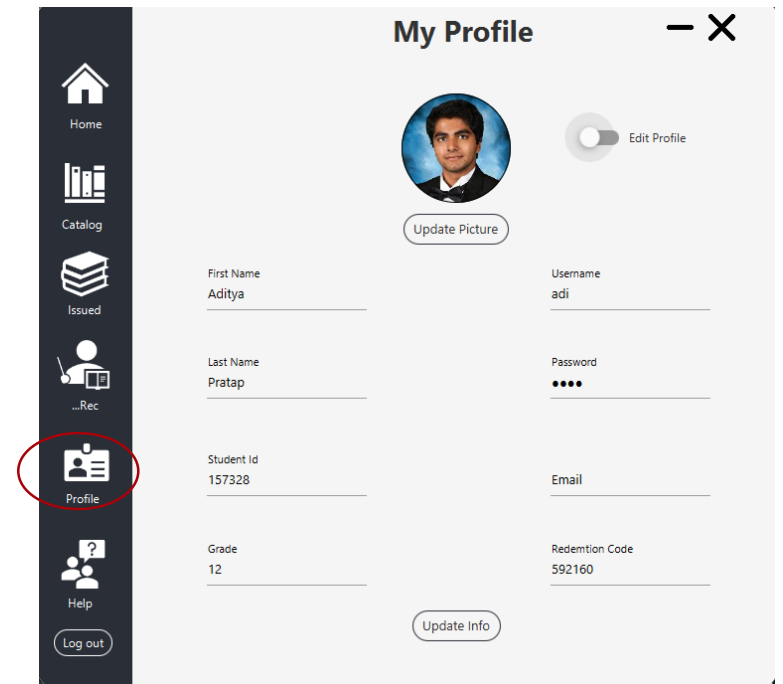 My Profile
Home
Edit Profile
Catalog
Update Picture
First Name
Username
Aditya
adi
Issued
Last Name
Password
Pratap
••••
...Rec
Student Id
157328
Email
Profile
?
Grade
Redemtion Code
12
592160
Help
Update Info
Log out